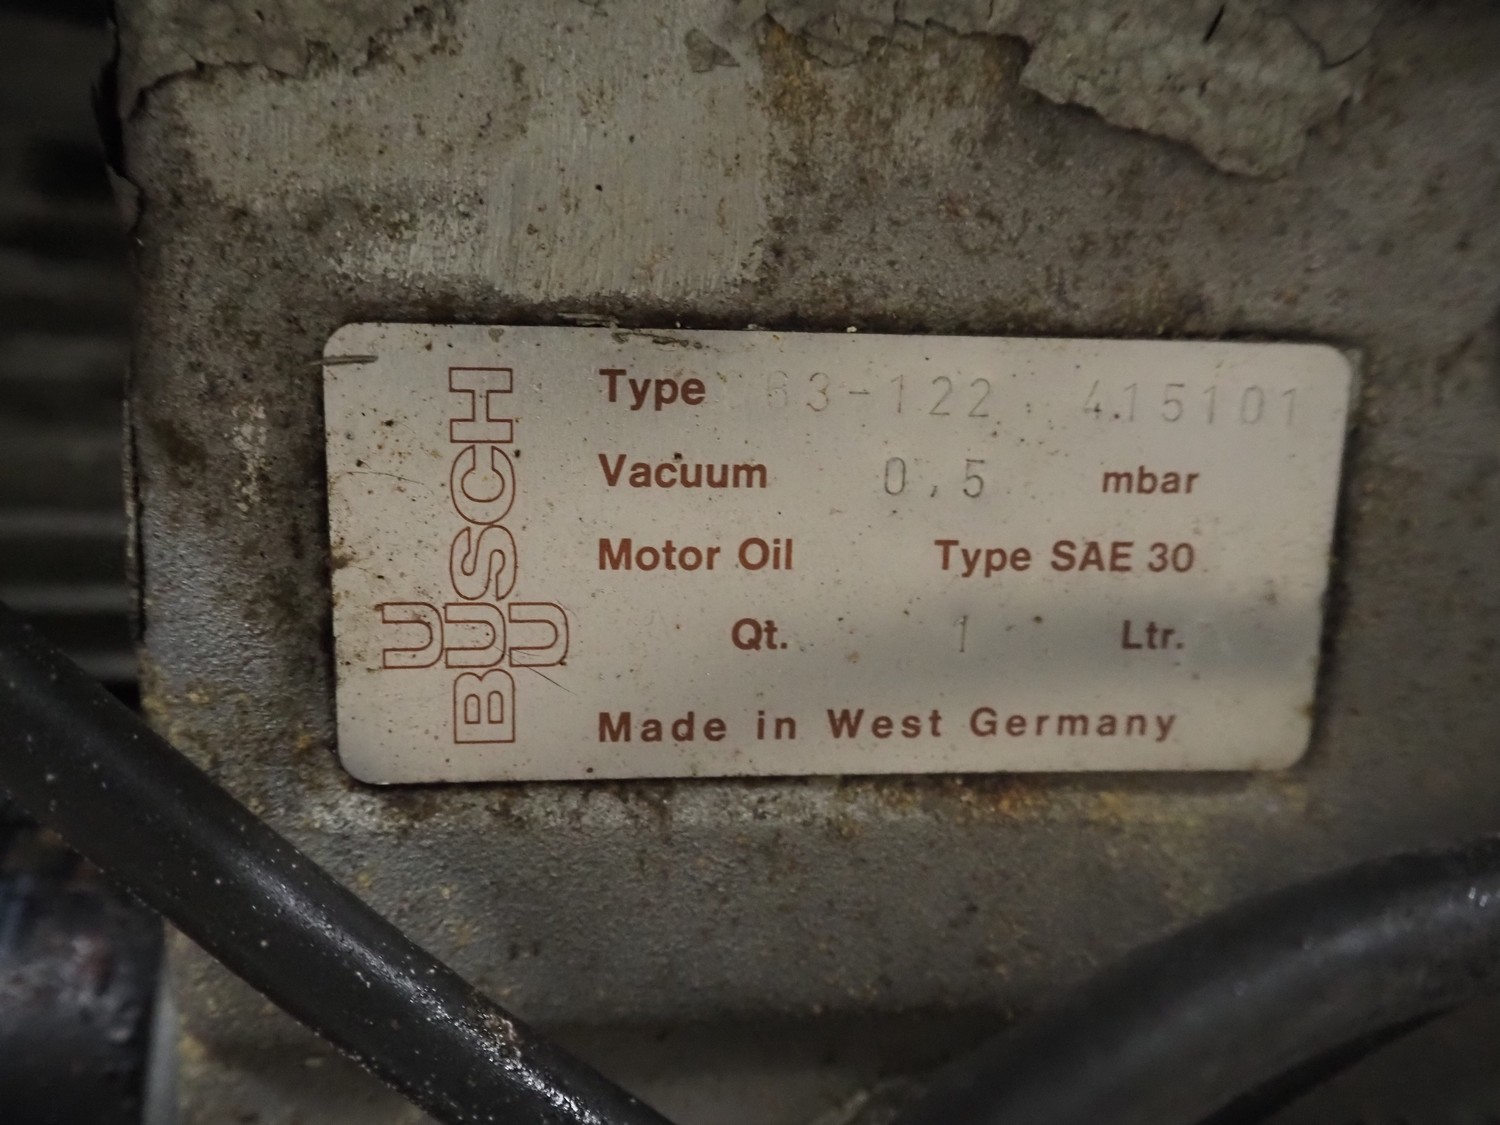 BUSCH
U U
Type 63-122. 415101
Vacuum 0,5 mbar
Motor Oil Type SAE 30
Qt. 1 Ltr.
Made in West Germany